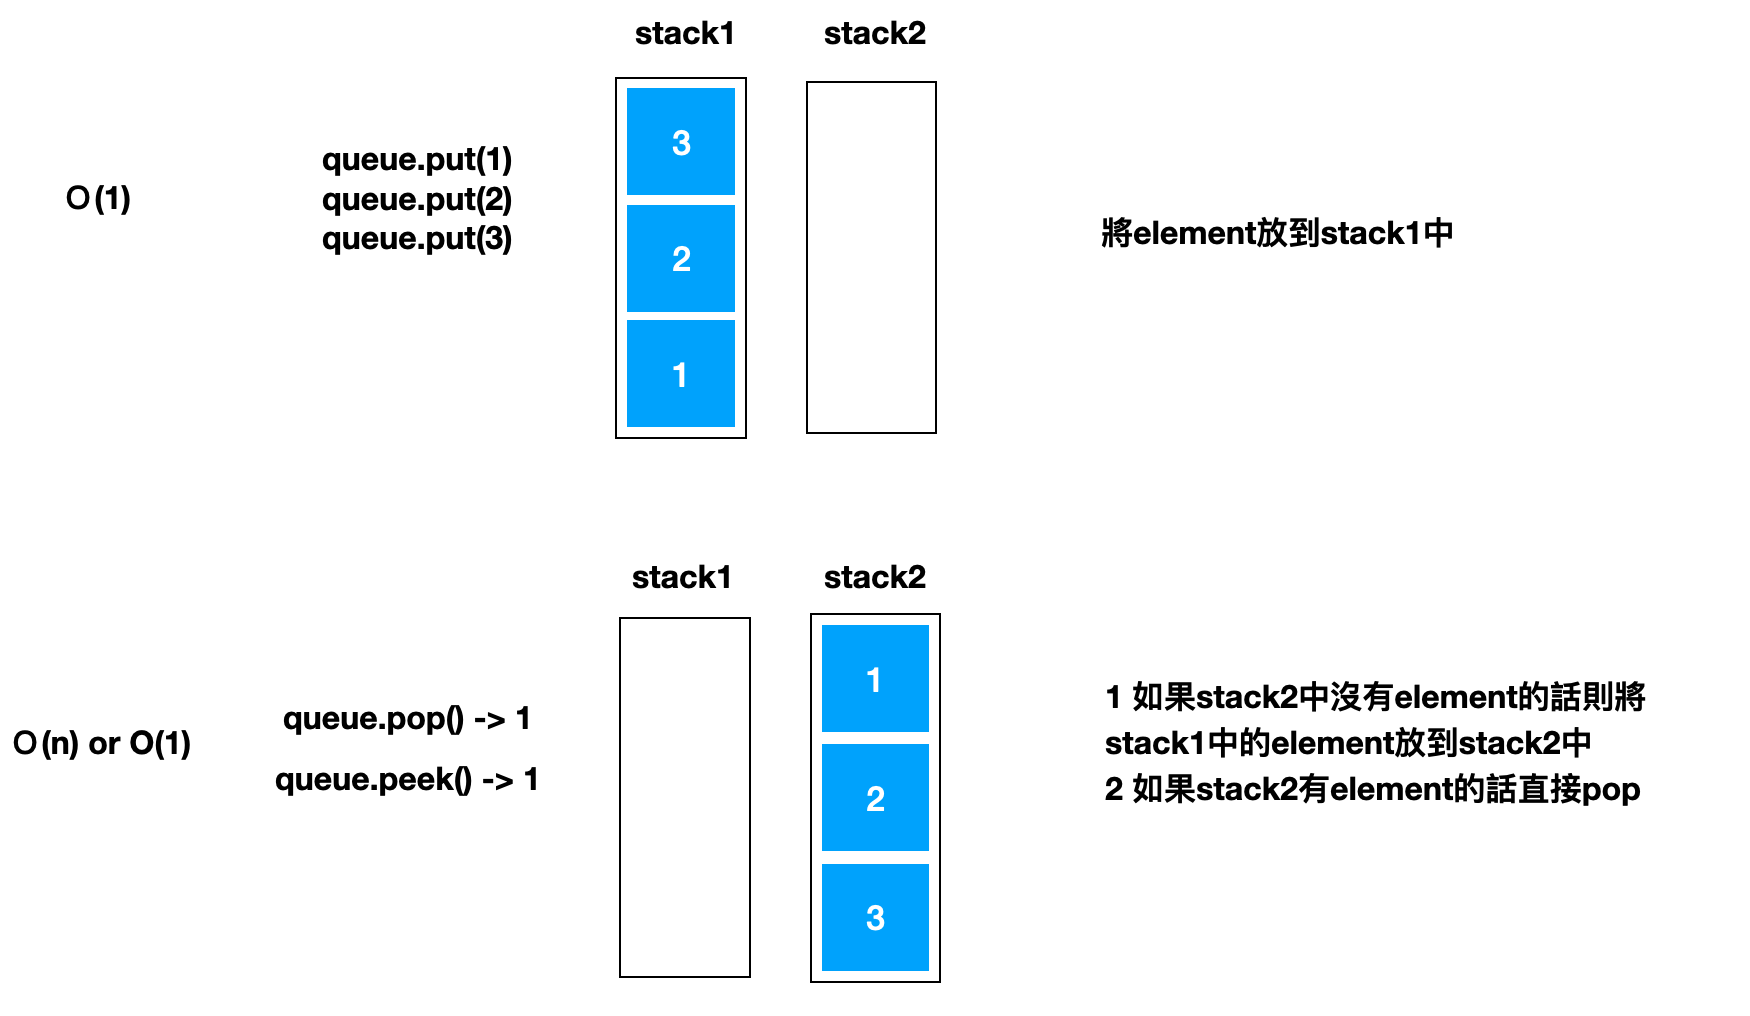 stack1 stack2
3
queue.put(1)
O(1) queue.put(2)
queue.put(3)
將element放到stack1中
2
1
stack1 stack2
1
1 如果stack2中沒有element的話則將
queue.pop() -> 1
O(n) or O(1)
stack1中的element放到stack2中
queue.peek() -> 1
2
2 如果stack2有element的話直接pop
3